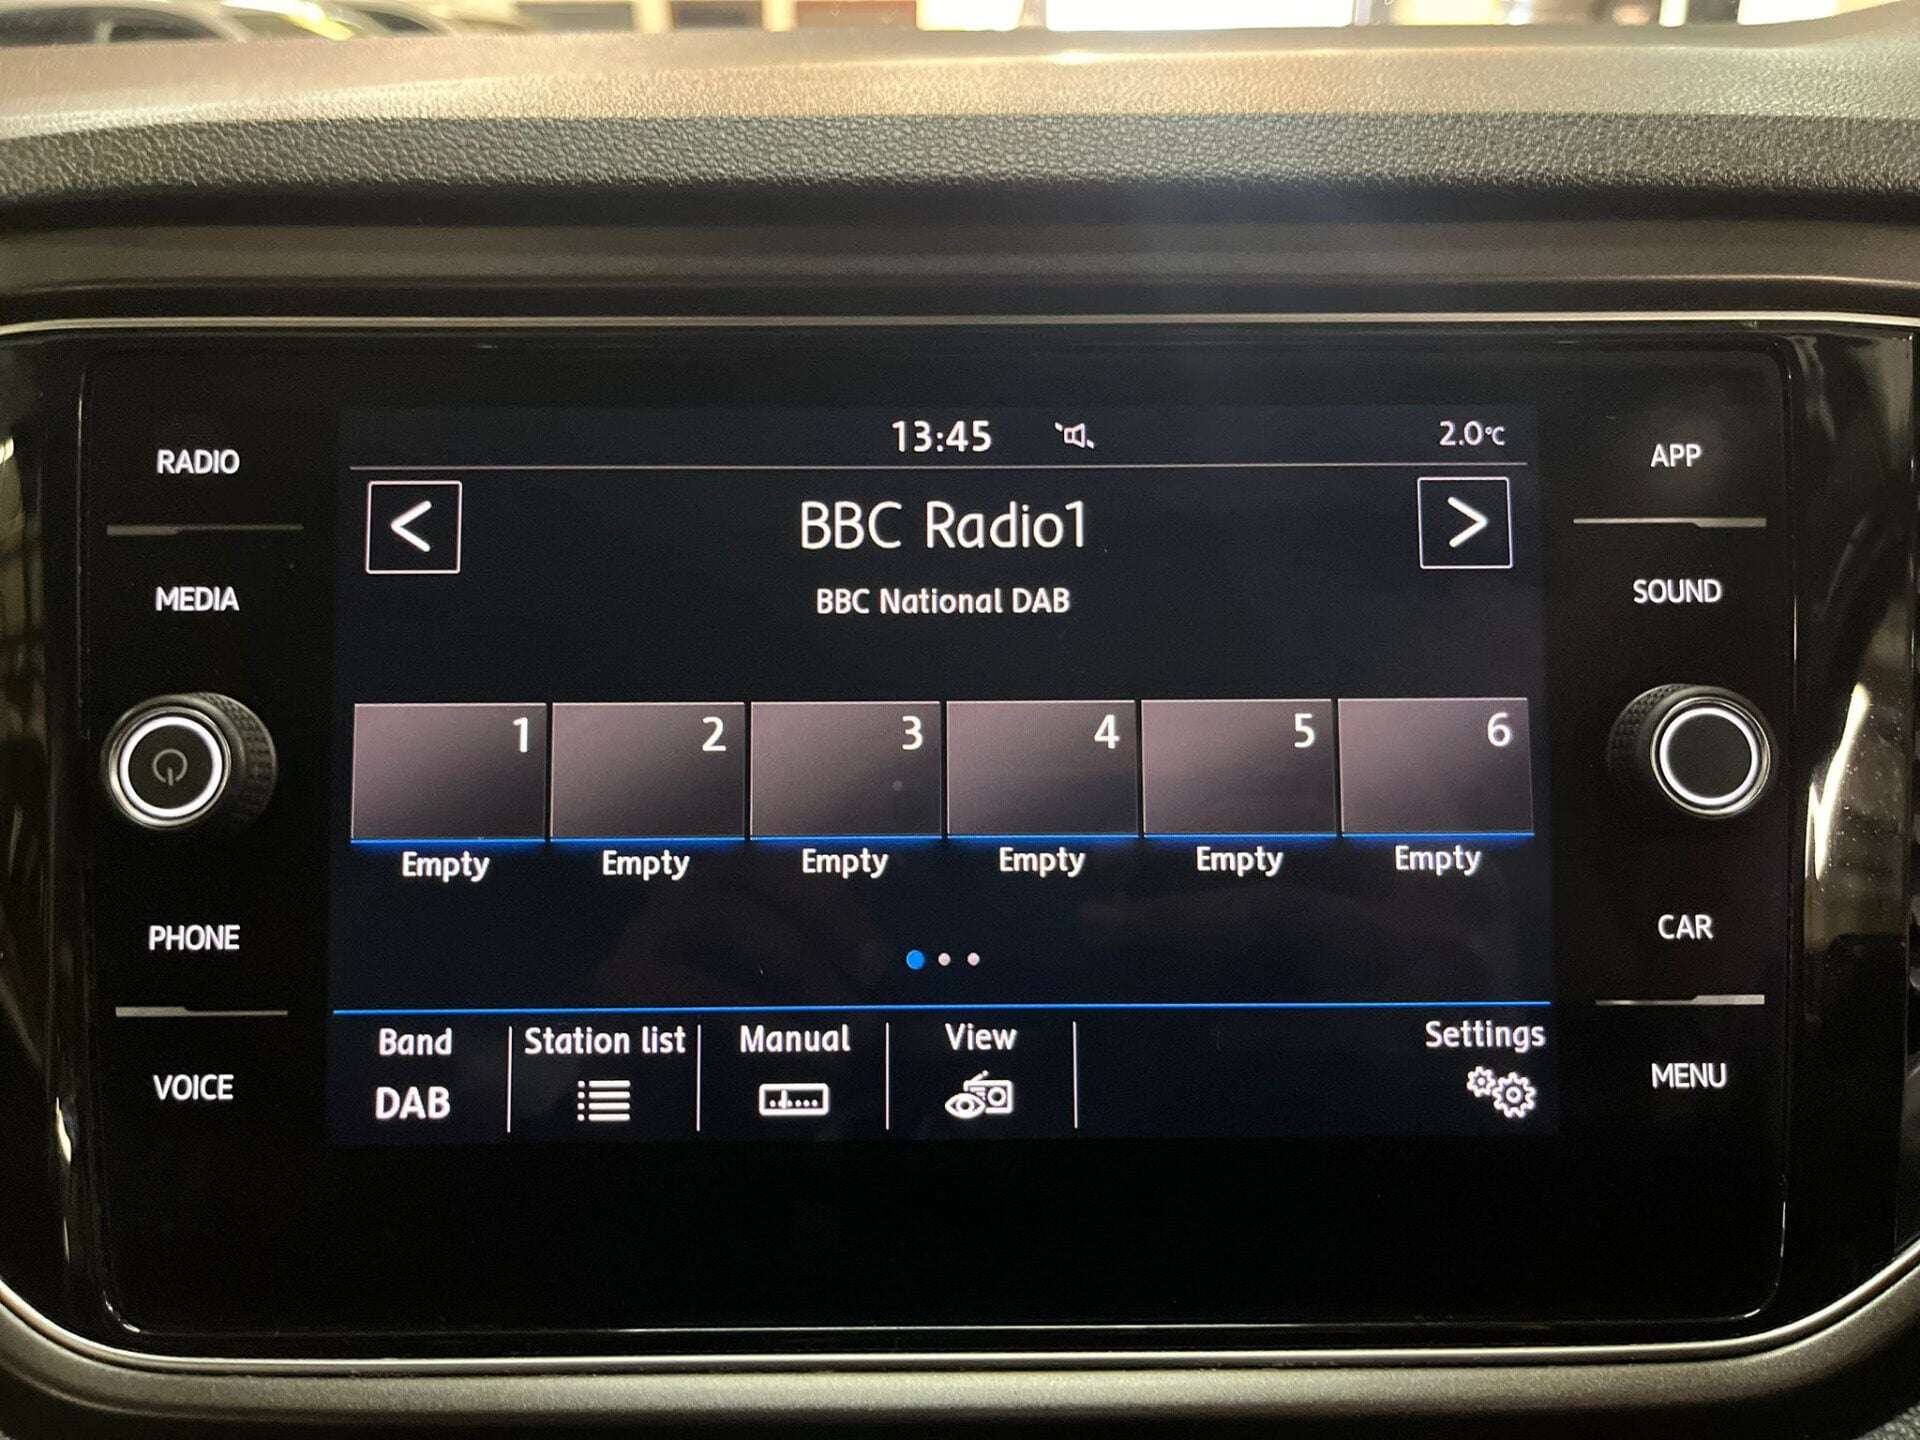 RADIO
MEDIA
PHONE
VOICE
13:45
2.0°C
<
BBC Radio1
>
BBC National DAB
1 2 3 4 5 6
Empty Empty Empty Empty Empty Empty
Band Station list Manual View Settings
DAB
APP
SOUND
CAR
MENU